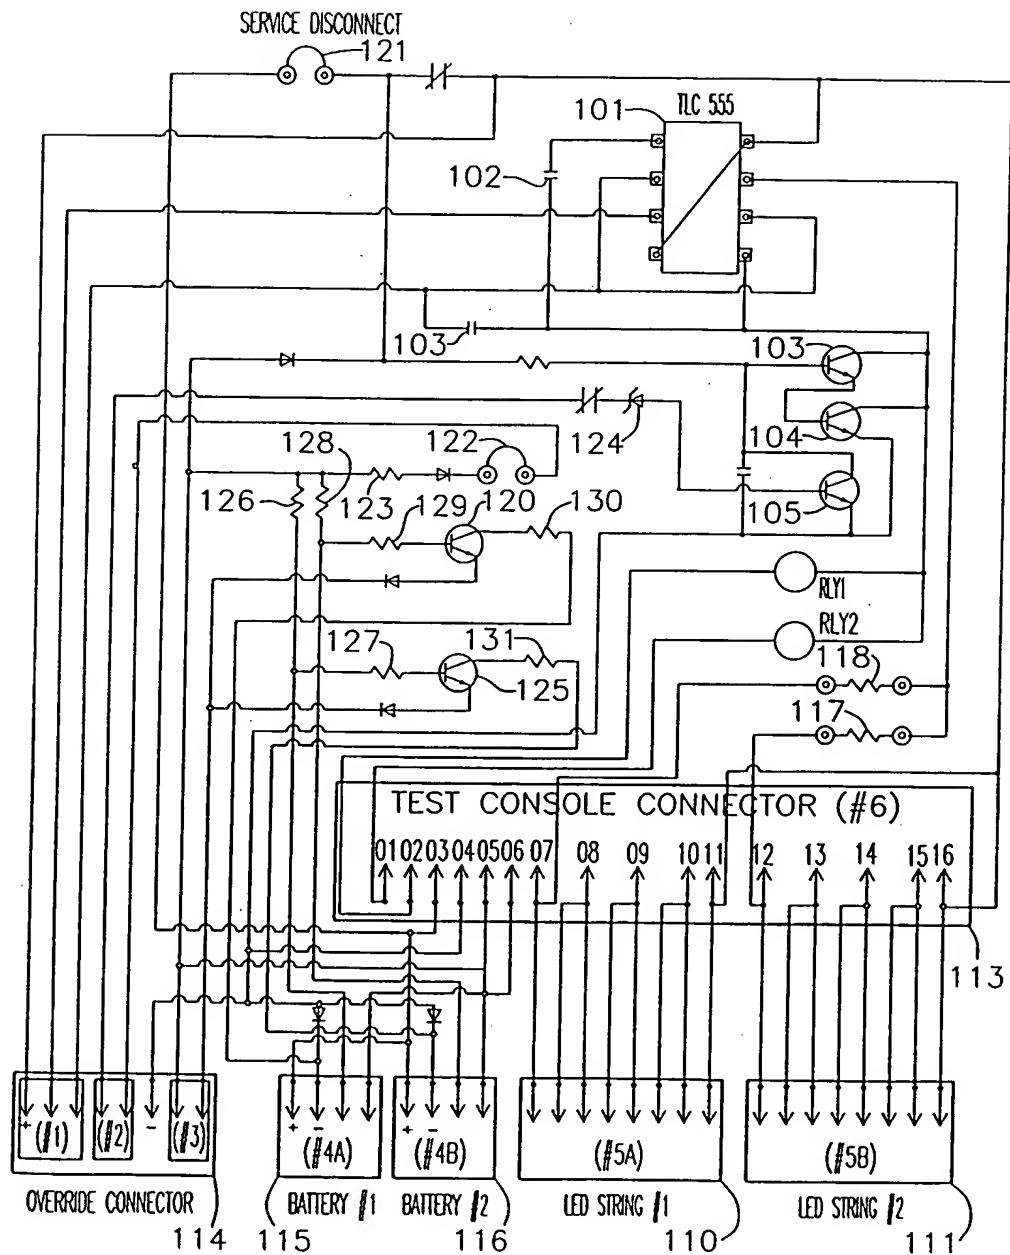 SERVICE DISCONNECT
121
101
TLC 555
102
103
103
124
104
128
122
126
123
129
120
130
105
RLY1
RLY2
127
131
125
118
117
TEST CONSOLE CONNECTOR (#6)
01 02 03 04 05 06 07 08 09 10 11 12 13 14 15 16
113
+ (#1) (#2) - (#3)
+ - (#4A)
+ - (#4B)
(#5A)
(#5B)
OVERRIDE CONNECTOR
BATTERY #1
BATTERY #2
LED STRING #1
LED STRING #2
114
115
116
110
111